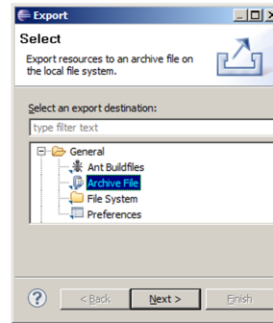 Export
Select
Export resources to an archive file on
the local file system.
Select an export destination:
type filter text
General
Ant Buildfiles
Archive File
File System
Preferences
?
< Back
Next >
Finish